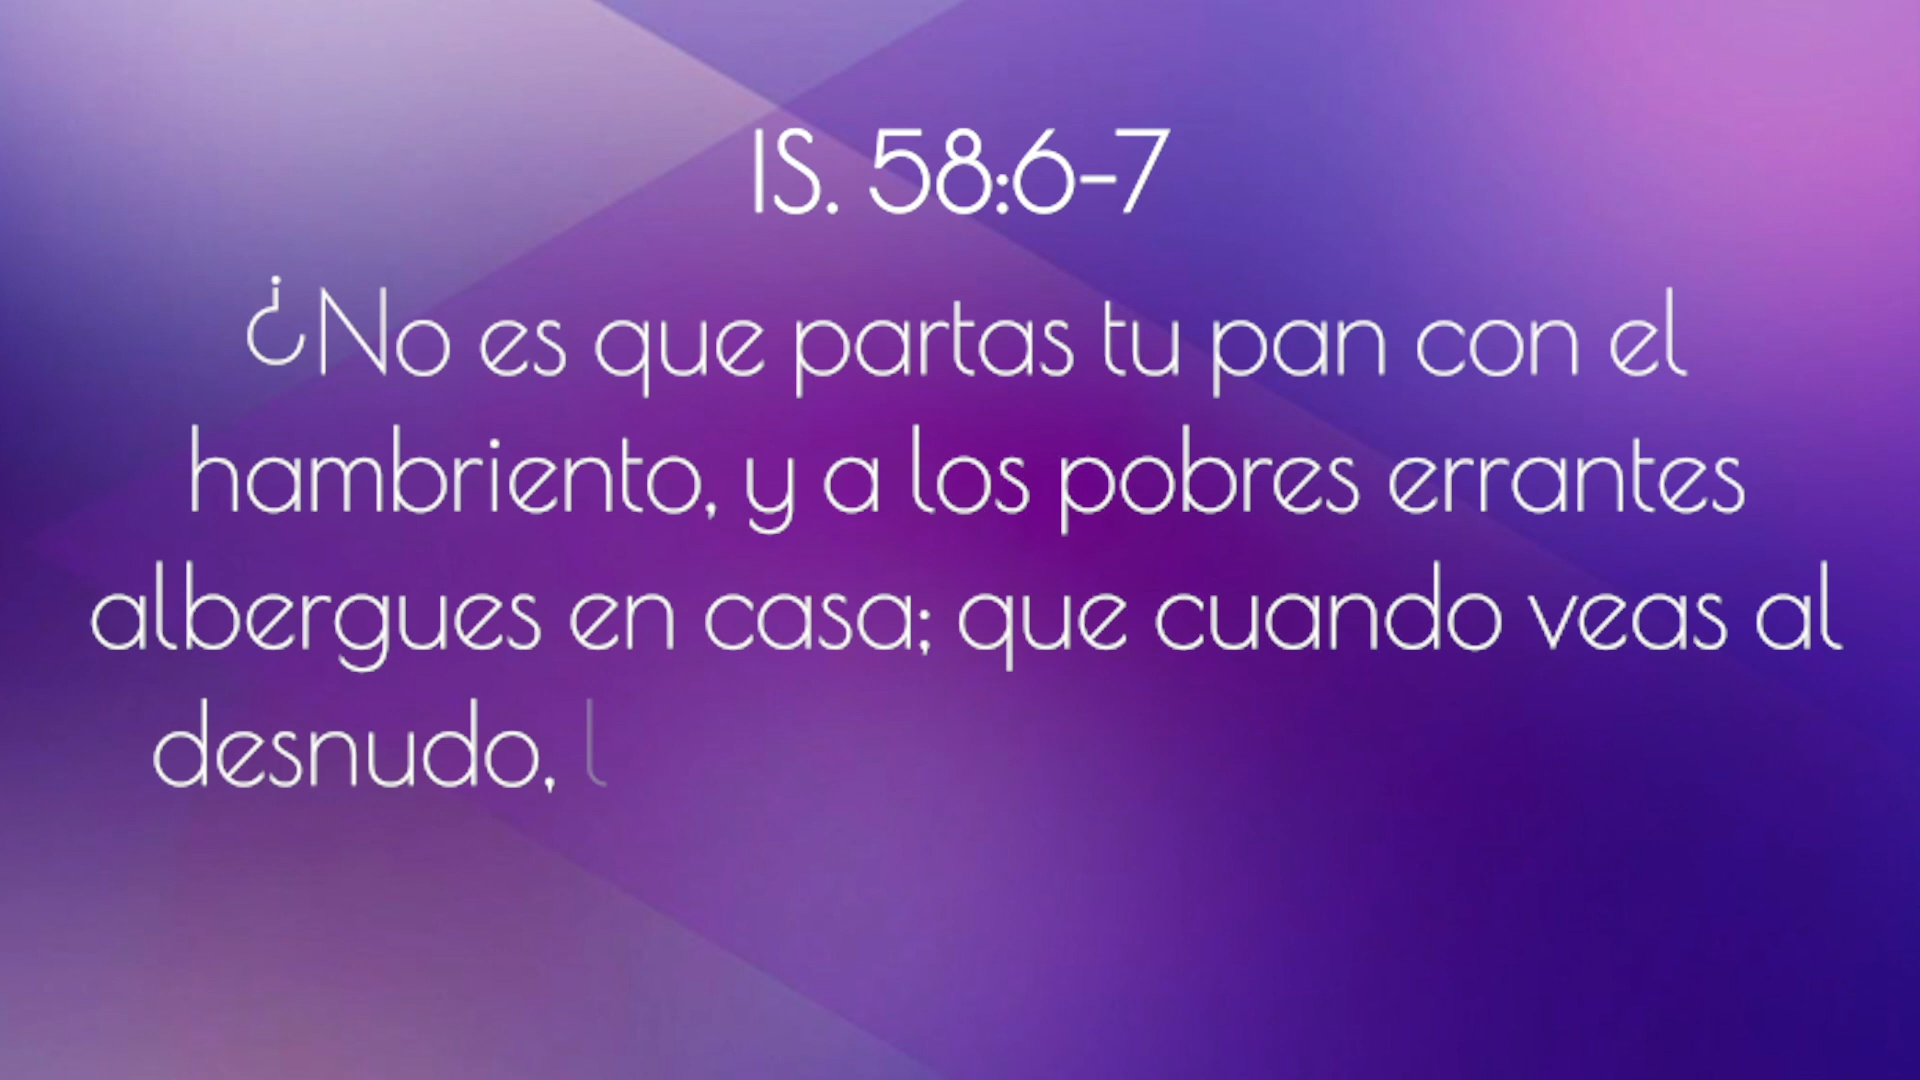 IS. 58:6-7
¿No es que partas tu pan con el
hambriento, y a los pobres errantes
albergues en casa; que cuando veas al
desnudo, l